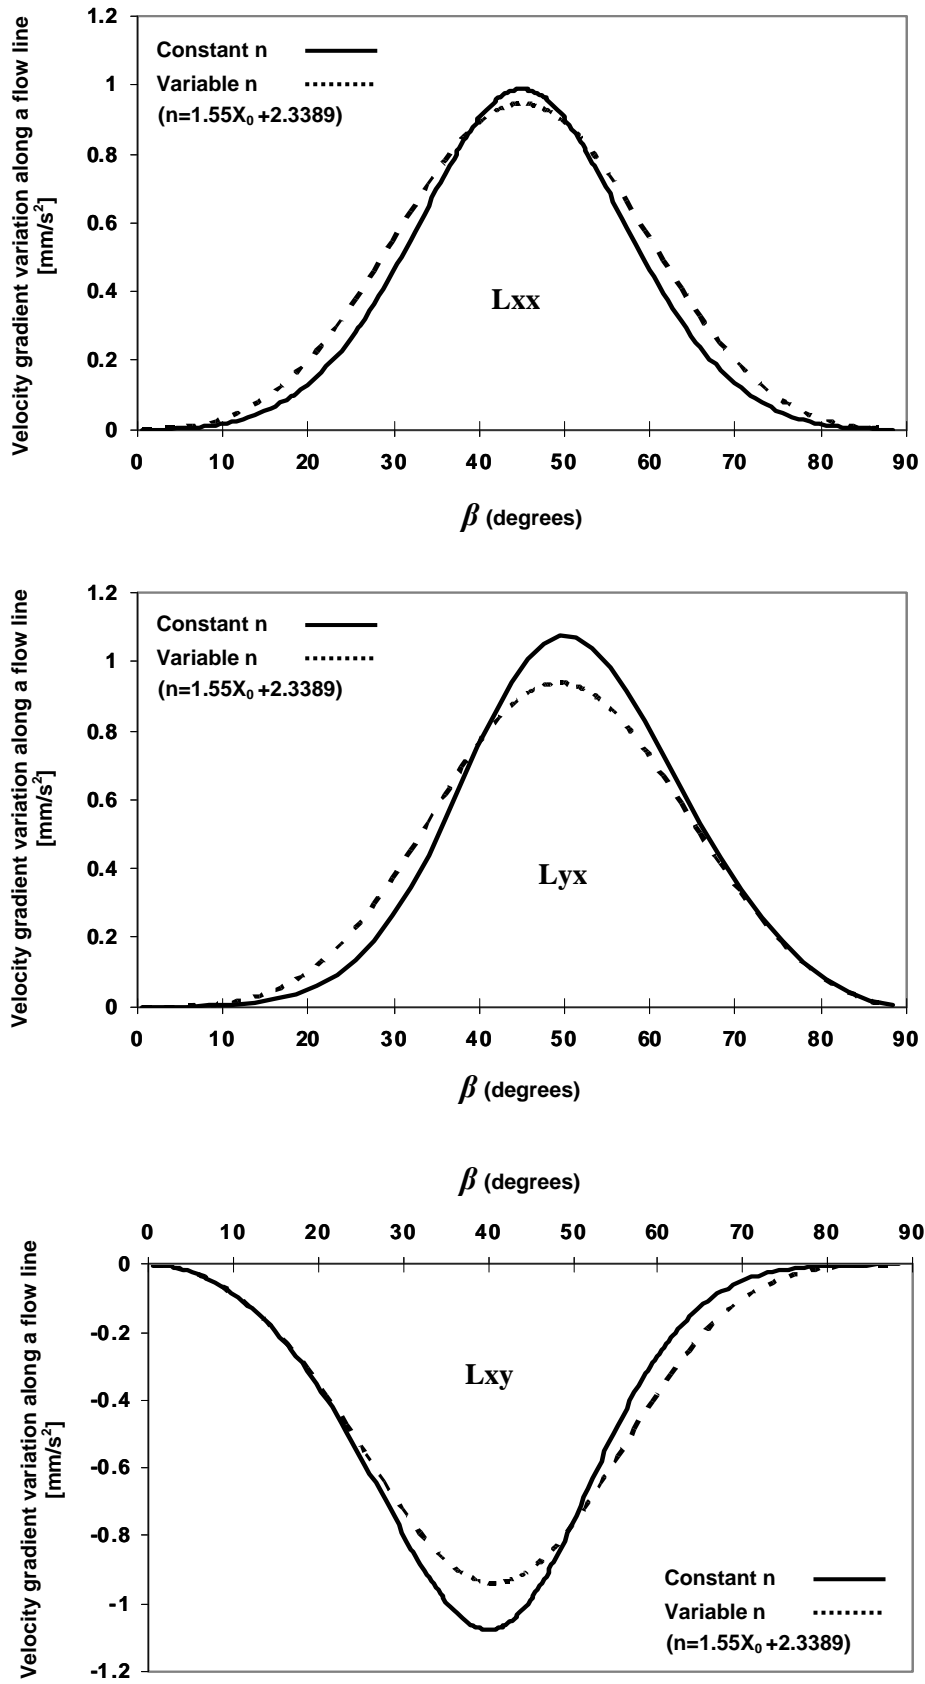 Velocity gradient variation along a flow line
[mm/s²]
1.2
1
0.8
0.6
0.4
0.2
0
Constant n
Variable n
(n=1.55X₀+2.3389)
Lxx
0 10 20 30 40 50 60 70 80 90
β (degrees)
Velocity gradient variation along a flow line
[mm/s²]
1.2
1
0.8
0.6
0.4
0.2
0
Constant n
Variable n
(n=1.55X₀+2.3389)
Lyx
0 10 20 30 40 50 60 70 80 90
β (degrees)
β (degrees)
0 10 20 30 40 50 60 70 80 90
Velocity gradient variation along a flow line
[mm/s²]
0
-0.2
-0.4
-0.6
-0.8
-1
-1.2
Lxy
Constant n
Variable n
(n=1.55X₀+2.3389)